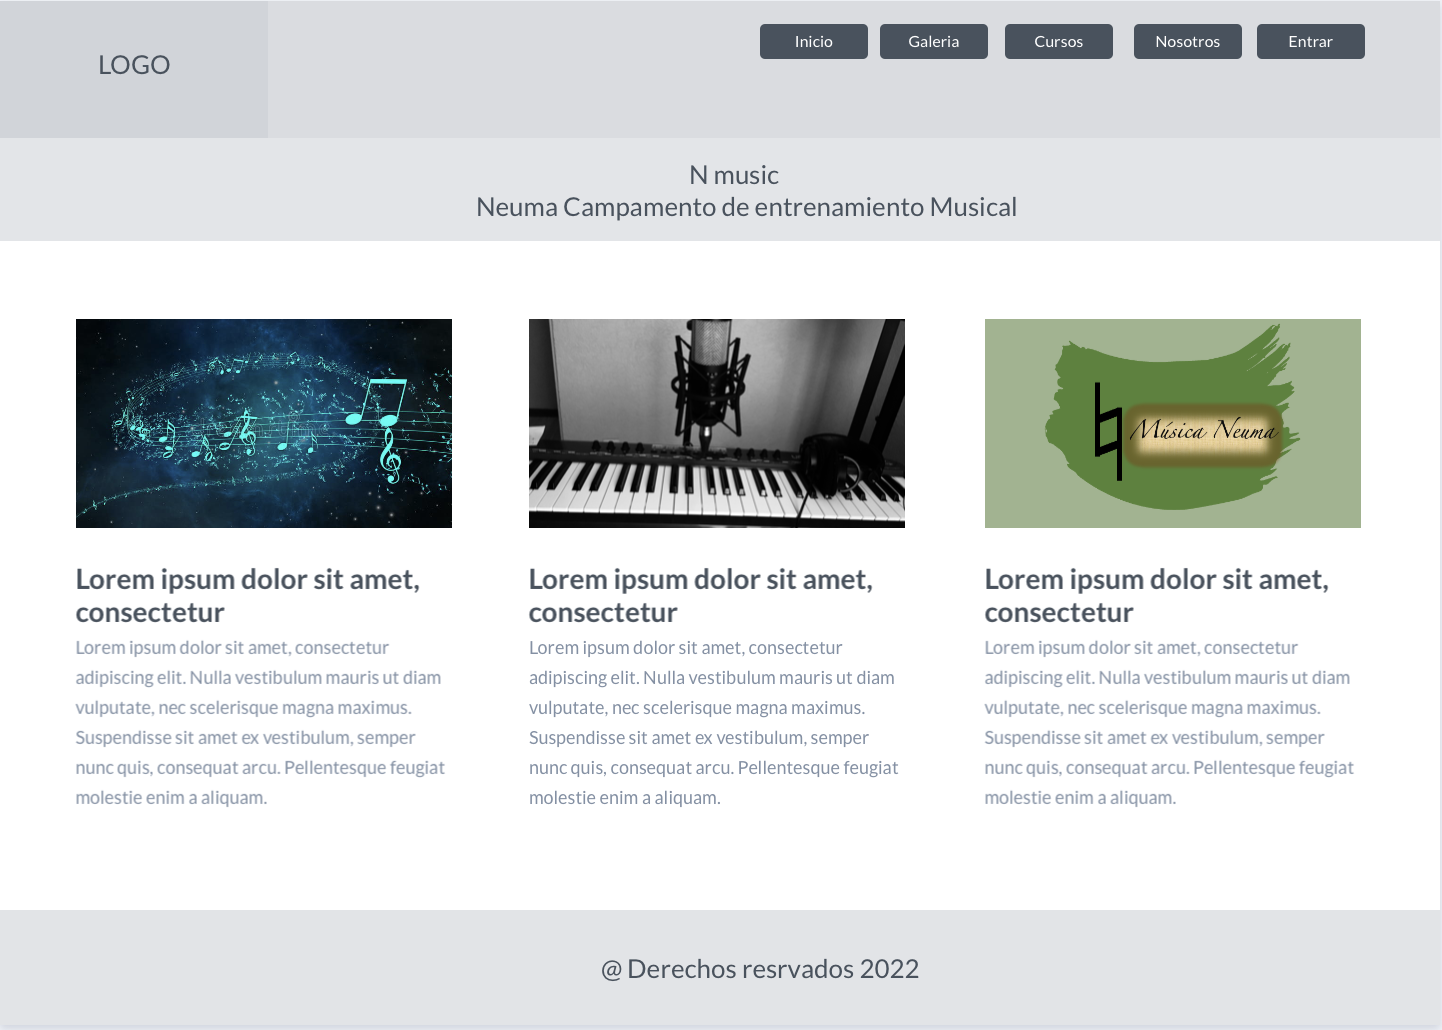 LOGO
Inicio
Galeria
Cursos
Nosotros
Entrar
N music
Neuma Campamento de entrenamiento Musical
Música Neuma
Lorem ipsum dolor sit amet,
consectetur
Lorem ipsum dolor sit amet, consectetur
adipiscing elit. Nulla vestibulum mauris ut diam
vulputate, nec scelerisque magna maximus.
Suspendisse sit amet ex vestibulum, semper
nunc quis, consequat arcu. Pellentesque feugiat
molestie enim a aliquam.
Lorem ipsum dolor sit amet,
consectetur
Lorem ipsum dolor sit amet, consectetur
adipiscing elit. Nulla vestibulum mauris ut diam
vulputate, nec scelerisque magna maximus.
Suspendisse sit amet ex vestibulum, semper
nunc quis, consequat arcu. Pellentesque feugiat
molestie enim a aliquam.
Lorem ipsum dolor sit amet,
consectetur
Lorem ipsum dolor sit amet, consectetur
adipiscing elit. Nulla vestibulum mauris ut diam
vulputate, nec scelerisque magna maximus.
Suspendisse sit amet ex vestibulum, semper
nunc quis, consequat arcu. Pellentesque feugiat
molestie enim a aliquam.
@ Derechos resrvados 2022